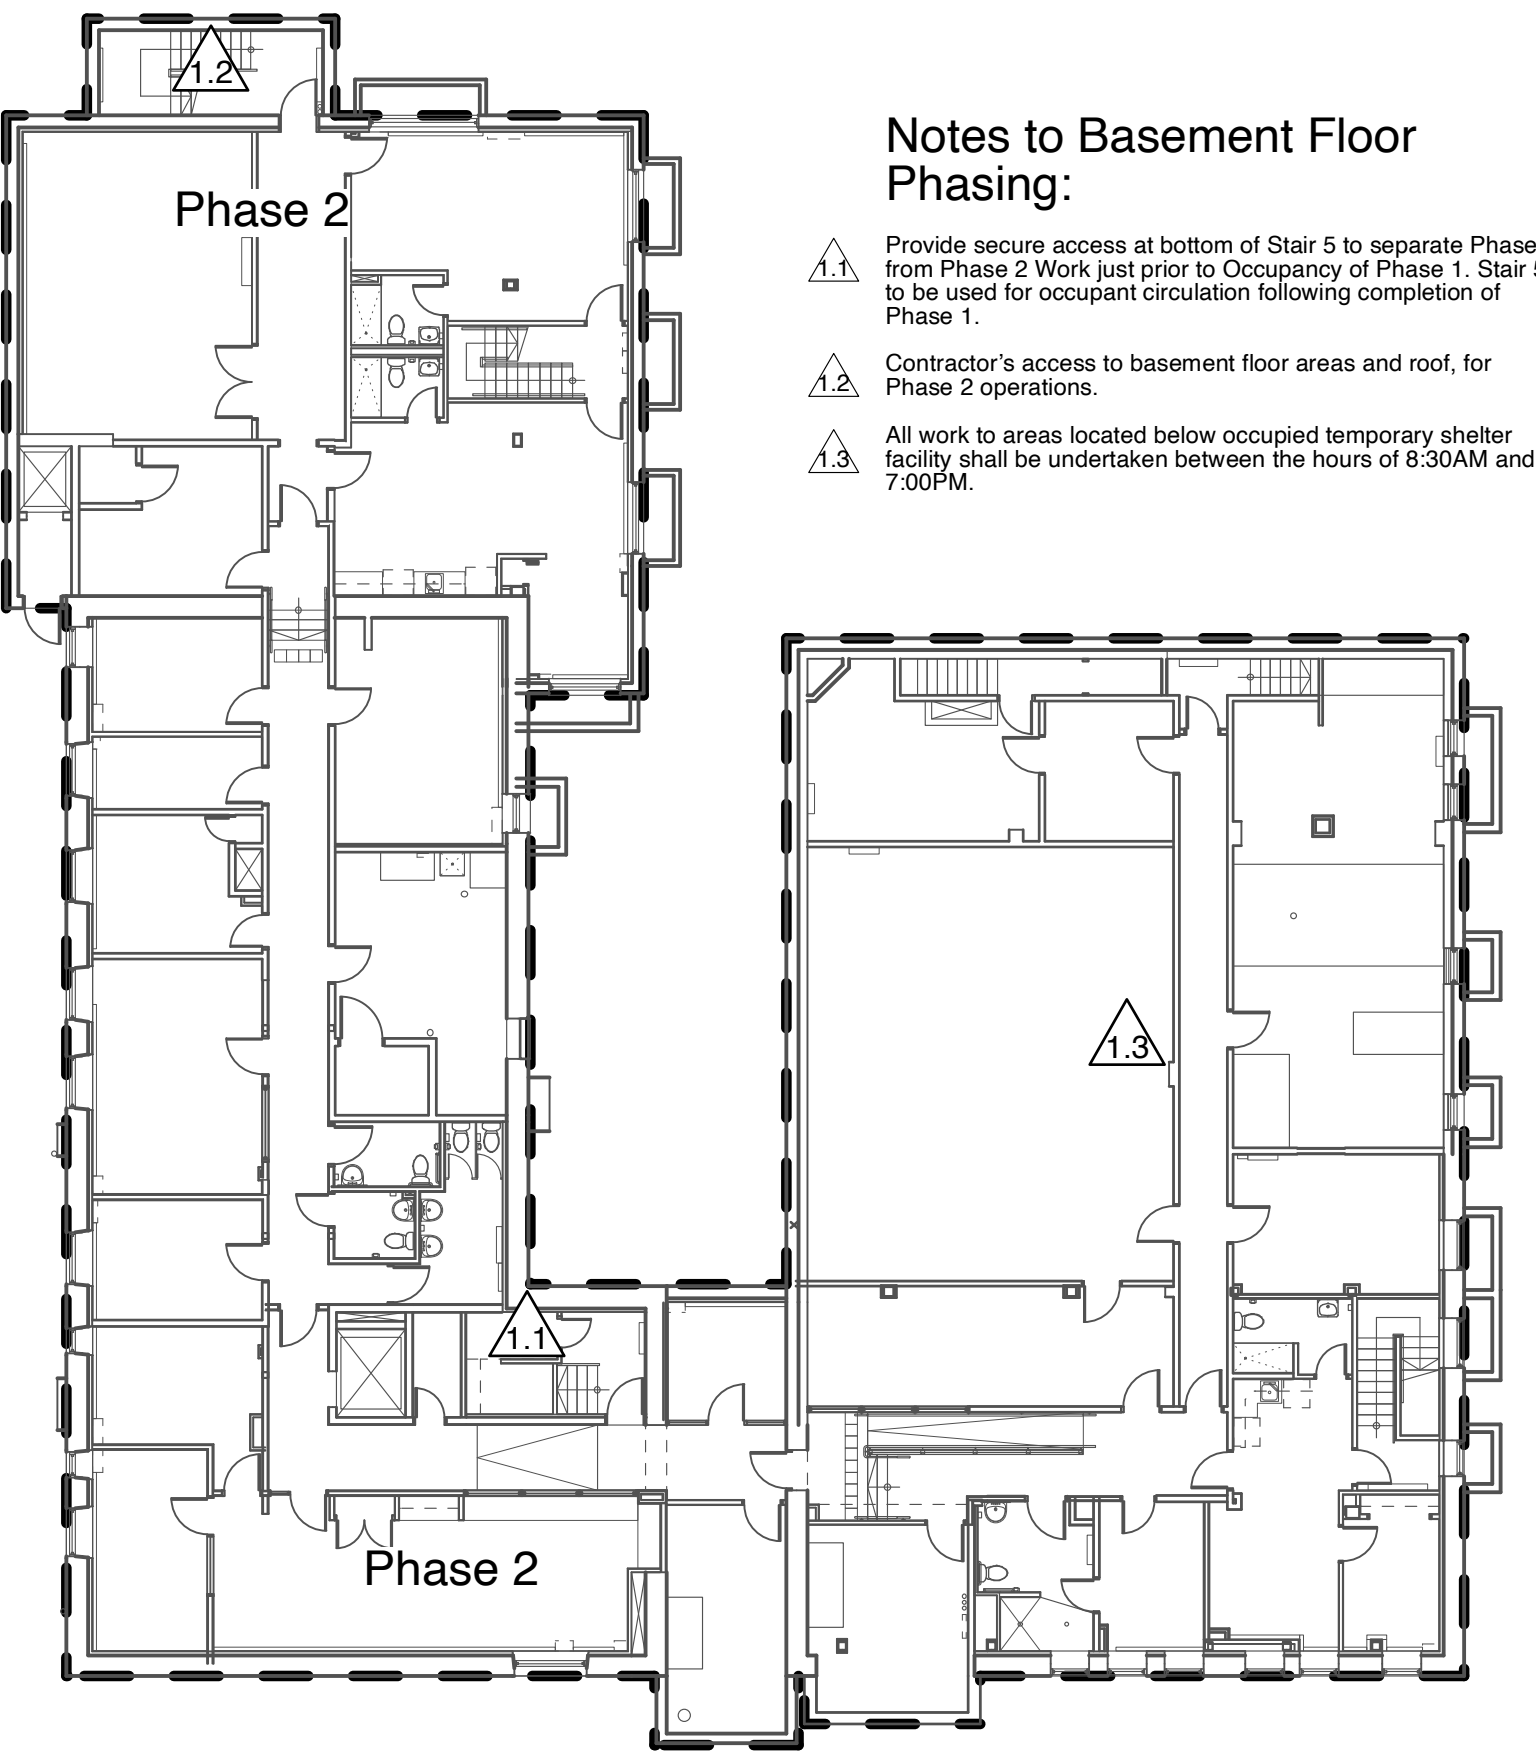 1.2
Phase 2
Notes to Basement Floor
Phasing:
1.1
Provide secure access at bottom of Stair 5 to separate Phase
from Phase 2 Work just prior to Occupancy of Phase 1. Stair
to be used for occupant circulation following completion of
Phase 1.
1.2
Contractor’s access to basement floor areas and roof, for
Phase 2 operations.
1.3
All work to areas located below occupied temporary shelter
facility shall be undertaken between the hours of 8:30AM and
7:00PM.
1.3
1.1
Phase 2